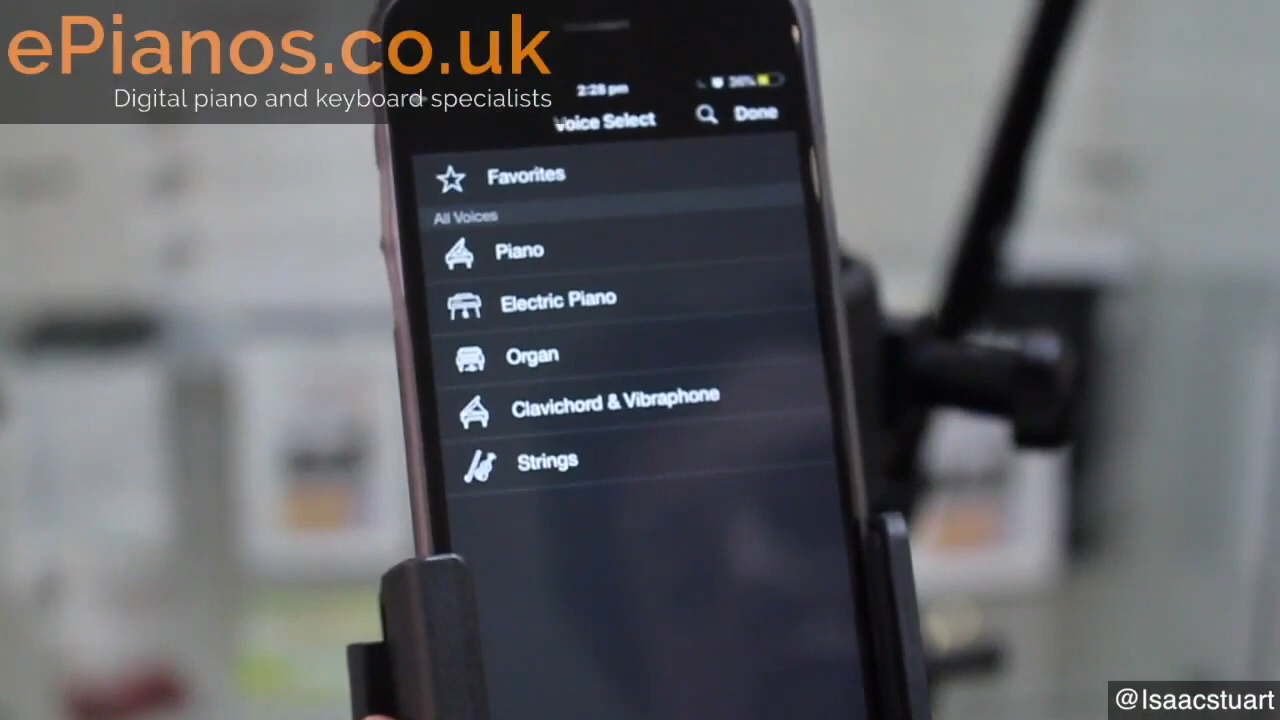 ePianos.co.uk
Digital piano and keyboard specialists
2:28 pm 36%
Voice Select Done
Favorites
All Voices
Piano
Electric Piano
Organ
Clavichord & Vibraphone
Strings
@Isaacstuart